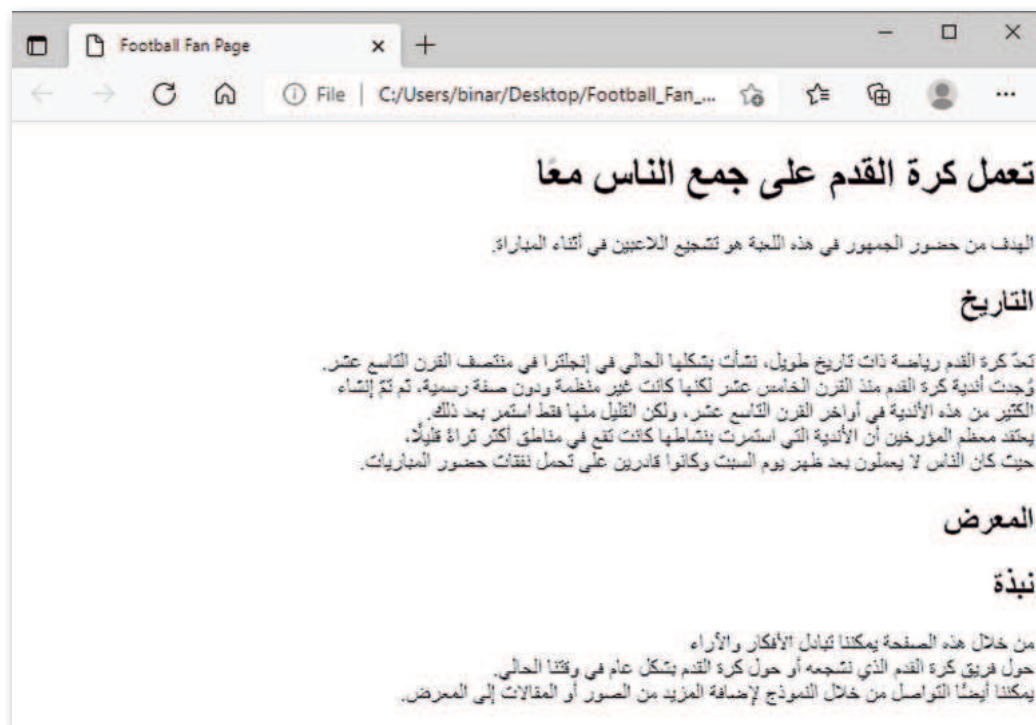 Football Fan Page
File | C:/Users/binar/Desktop/Football_Fan_...
تعمل كرة القدم على جمع الناس معًا
الهدف من حضور الجمهور في هذه اللعبة هو تشجيع اللاعبين في أثناء المباراة.
التاريخ
تعدّ كرة القدم رياضة ذات تاريخ طويل، نشأت بشكلها الحالي في إنجلترا في منتصف القرن التاسع عشر.
وجدت أندية كرة القدم منذ القرن الخامس عشر لكنها كانت غير منظمة ودون صفة رسمية، ثم تمّ إنشاء
الكثير من هذه الأندية في أواخر القرن التاسع عشر، ولكن القليل منها فقط استمر بعد ذلك.
يعتقد معظم المؤرخين أن الأندية التي استمرت بنشاطها كانت تقع في مناطق أكثر ثراءً قليلًا،
حيث كان الناس لا يعملون بعد ظهر يوم السبت وكانوا قادرين على تحمل نفقات حضور المباريات.
المعرض
نبذة
من خلال هذه الصفحة يمكننا تبادل الأفكار والأراء
حول فريق كرة القدم الذي نشجعه أو حول كرة القدم بشكل عام في وقتنا الحالي.
يمكننا أيضًا التواصل من خلال النموذج لإضافة المزيد من الصور أو المقالات إلى المعرض.